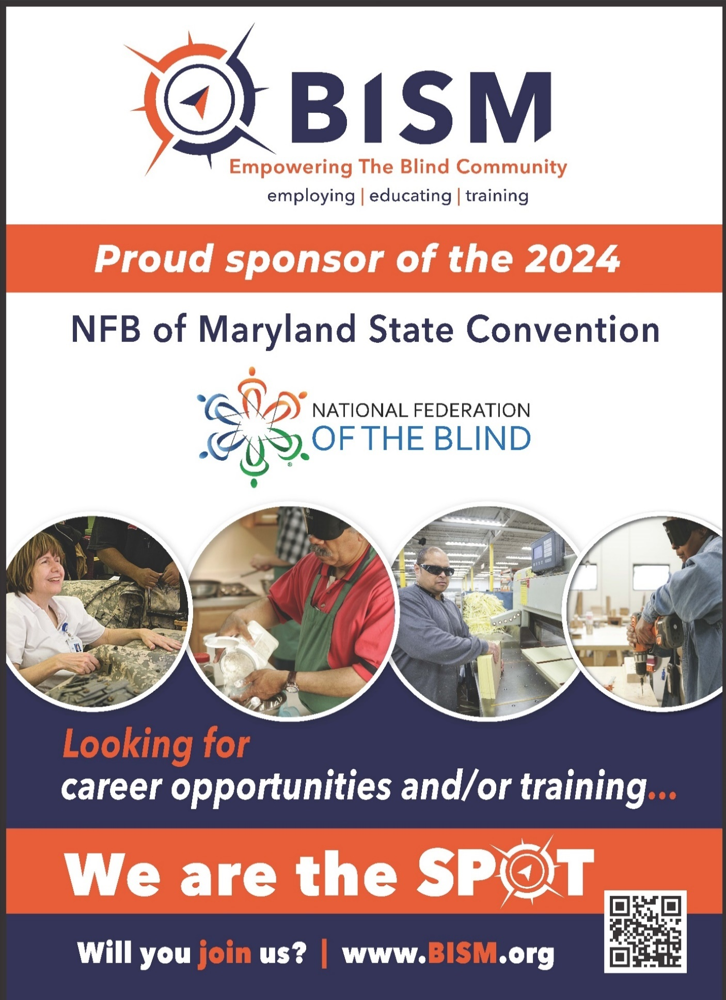 BISM
Empowering The Blind Community
employing | educating | training
Proud sponsor of the 2024
NFB of Maryland State Convention
NATIONAL FEDERATION
OF THE BLIND
®
Looking for
career opportunities and/or training...
We are the SPOT
Will you join us? | www.BISM.org